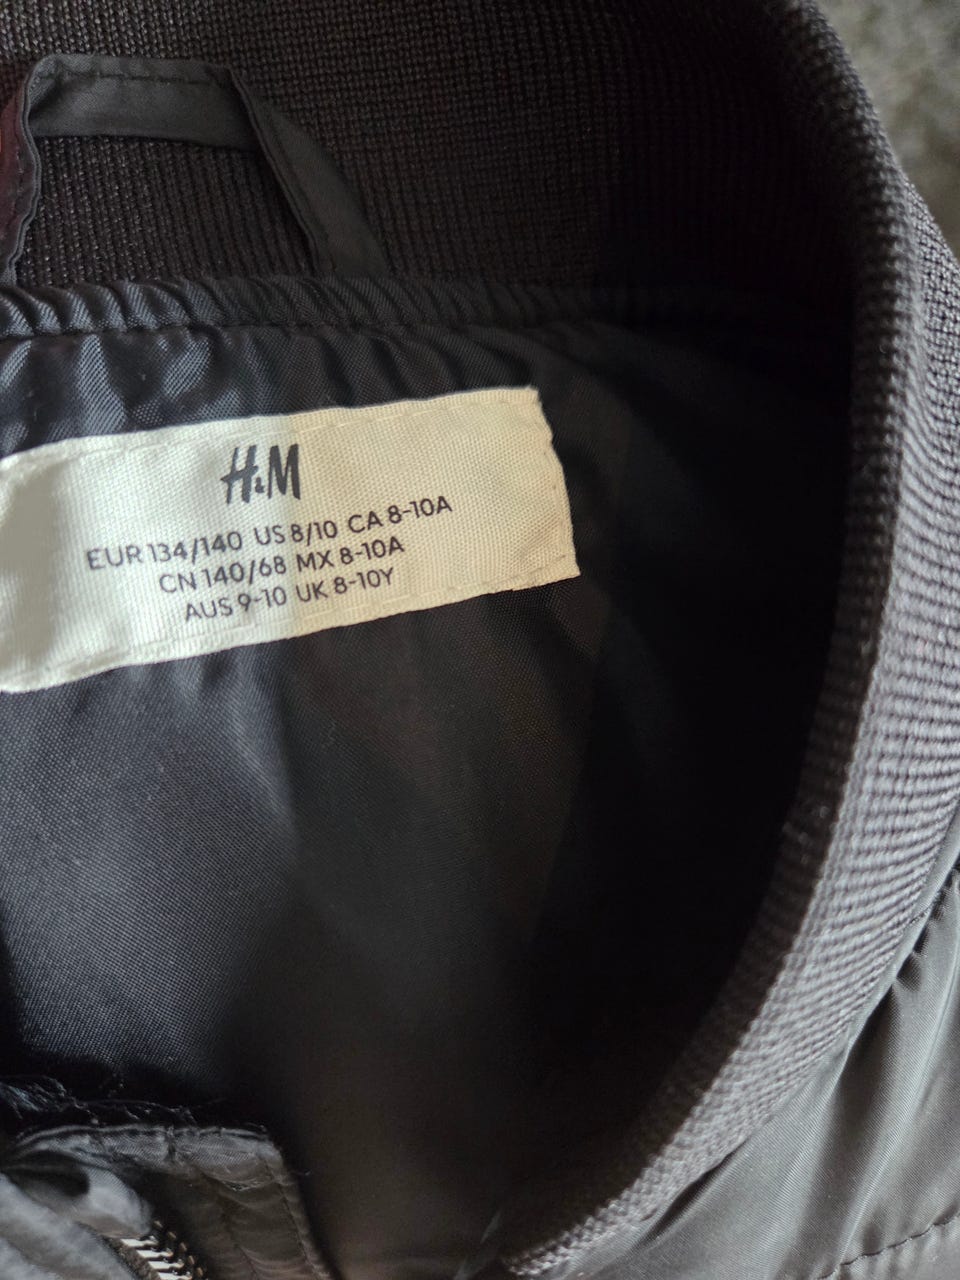 H&M
EUR 134/140 US 8/10 CA 8-10A
CN 140/68 MX 8-10A
AUS 9-10 UK 8-10Y